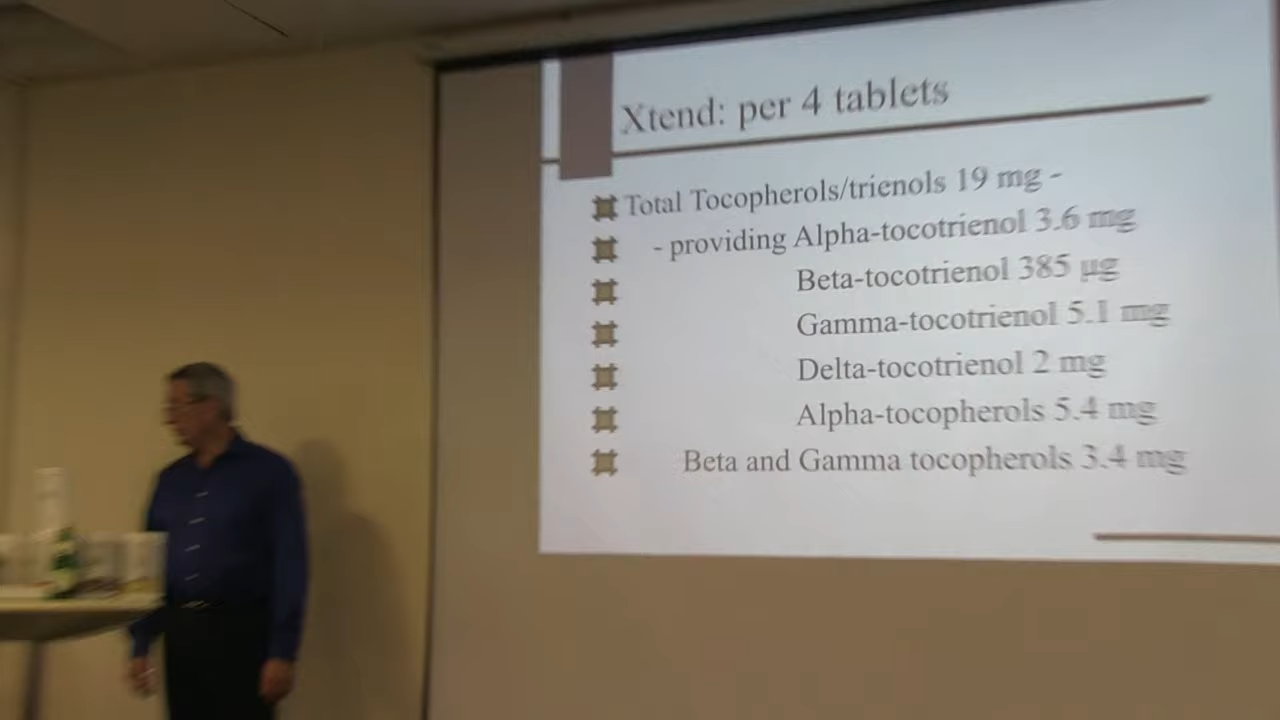 Xtend: per 4 tablets
Total Tocopherols/trienols 19 mg -
- providing Alpha-tocotrienol 3.6 mg
Beta-tocotrienol 385 µg
Gamma-tocotrienol 5.1 mg
Delta-tocotrienol 2 mg
Alpha-tocopherols 5.4 mg
Beta and Gamma tocopherols 3.4 mg